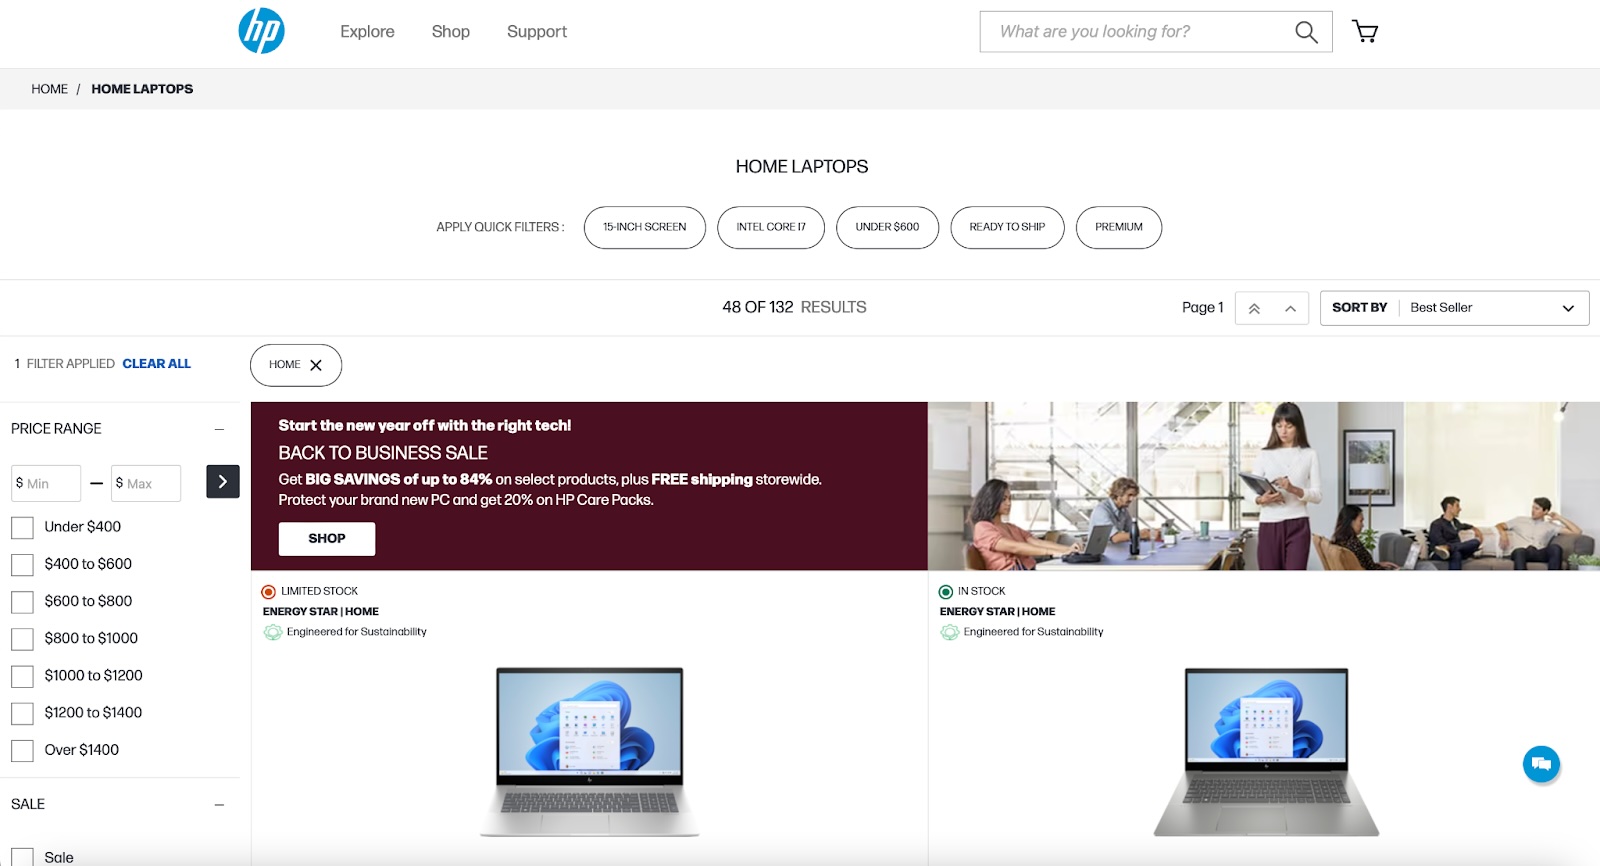 hp
Explore
Shop
Support
What are you looking for?
HOME / HOME LAPTOPS
HOME LAPTOPS
APPLY QUICK FILTERS :
15-INCH SCREEN
INTEL CORE I7
UNDER $600
READY TO SHIP
PREMIUM
48 OF 132 RESULTS
Page 1
SORT BY
Best Seller
1 FILTER APPLIED CLEAR ALL
HOME
PRICE RANGE
$ Min
$ Max
Under $400
$400 to $600
$600 to $800
$800 to $1000
$1000 to $1200
$1200 to $1400
Over $1400
SALE
Sale
Start the new year off with the right tech!
BACK TO BUSINESS SALE
Get BIG SAVINGS of up to 84% on select products, plus FREE shipping storewide.
Protect your brand new PC and get 20% on HP Care Packs.
SHOP
LIMITED STOCK
ENERGY STAR | HOME
Engineered for Sustainability
IN STOCK
ENERGY STAR | HOME
Engineered for Sustainability